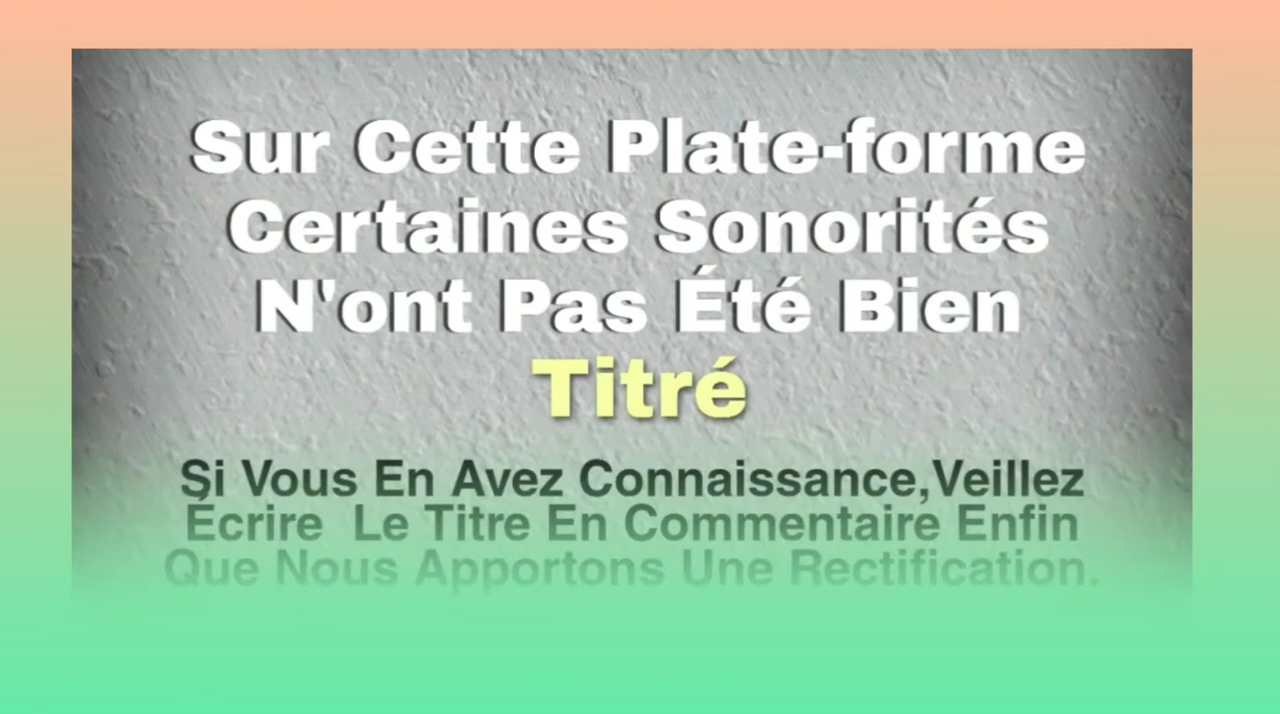 Sur Cette Plate-forme
Certaines Sonorités
N'ont Pas Été Bien
Titré
Si Vous En Avez Connaissance,Veillez
Écrire  Le Titre En Commentaire Enfin
Que Nous Apportons Une Rectification.